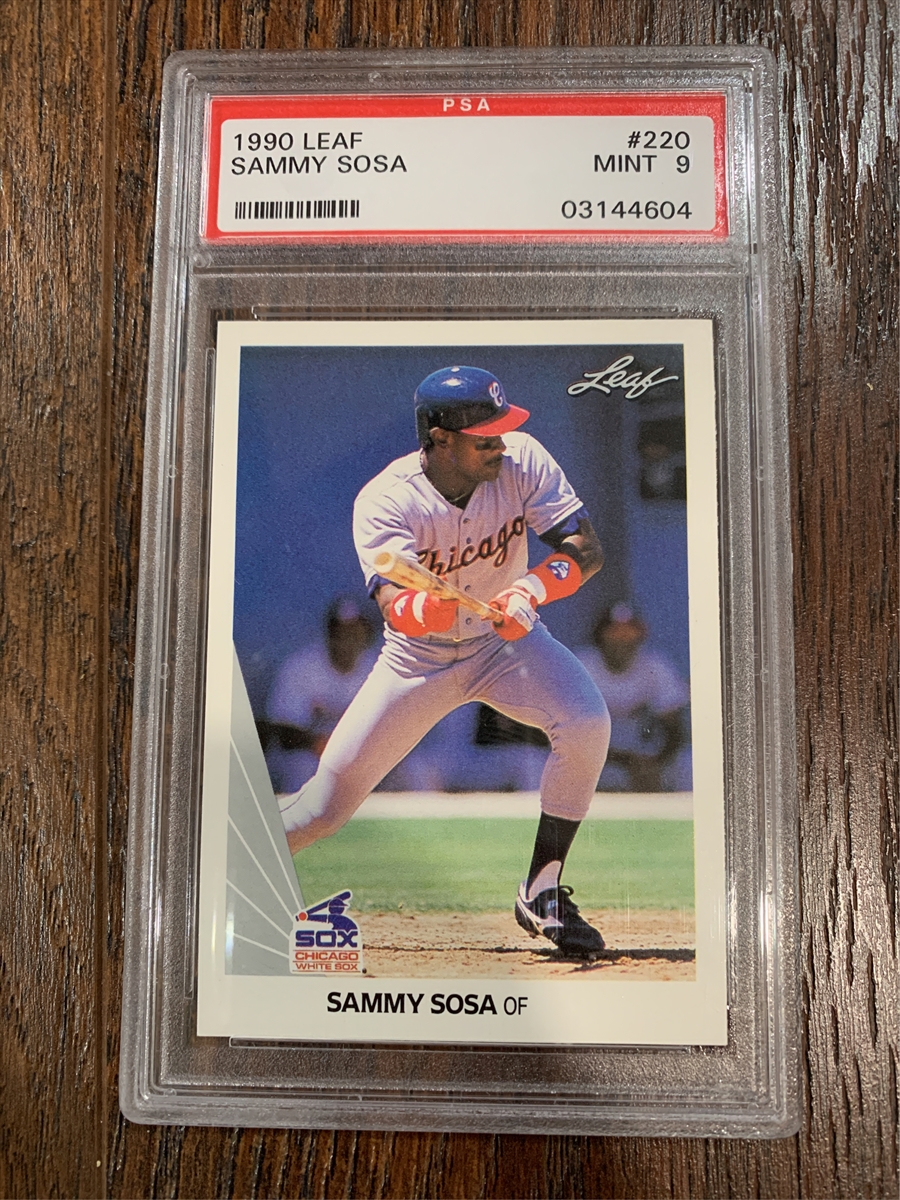 PSA
1990 LEAF #220
SAMMY SOSA MINT 9
03144604
Leaf
Chicago
SOX
CHICAGO
WHITE SOX
SAMMY SOSA OF